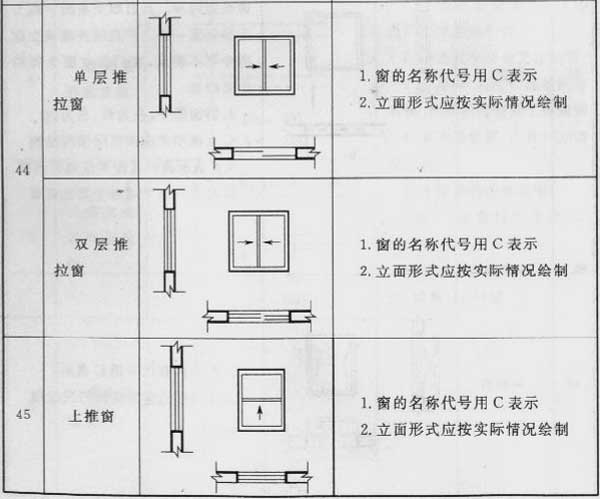 44
单层推
拉窗
1. 窗的名称代号用 C 表示
2. 立面形式应按实际情况绘制
双层推
拉窗
1. 窗的名称代号用 C 表示
2. 立面形式应按实际情况绘制
45
上推窗
1. 窗的名称代号用 C 表示
2. 立面形式应按实际情况绘制